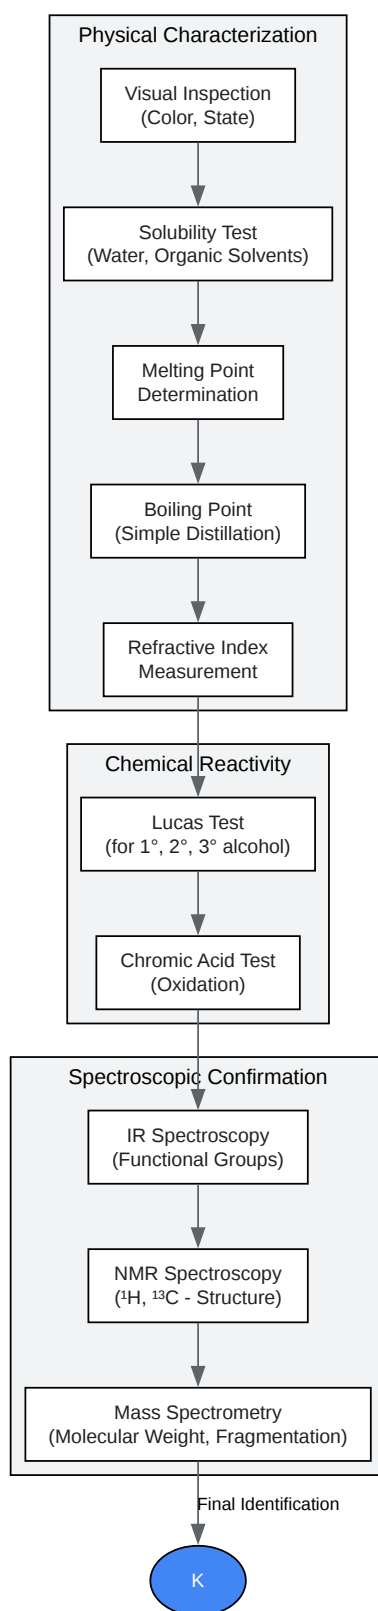 Physical Characterization
Visual Inspection
(Color, State)
Solubility Test
(Water, Organic Solvents)
Melting Point
Determination
Boiling Point
(Simple Distillation)
Refractive Index
Measurement
Chemical Reactivity
Lucas Test
(for 1°, 2°, 3° alcohol)
Chromic Acid Test
(Oxidation)
Spectroscopic Confirmation
IR Spectroscopy
(Functional Groups)
NMR Spectroscopy
(¹H, ¹³C - Structure)
Mass Spectrometry
(Molecular Weight, Fragmentation)
Final Identification
K